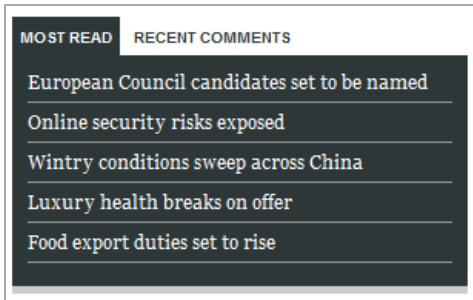 MOST READ RECENT COMMENTS
European Council candidates set to be named
Online security risks exposed
Wintry conditions sweep across China
Luxury health breaks on offer
Food export duties set to rise